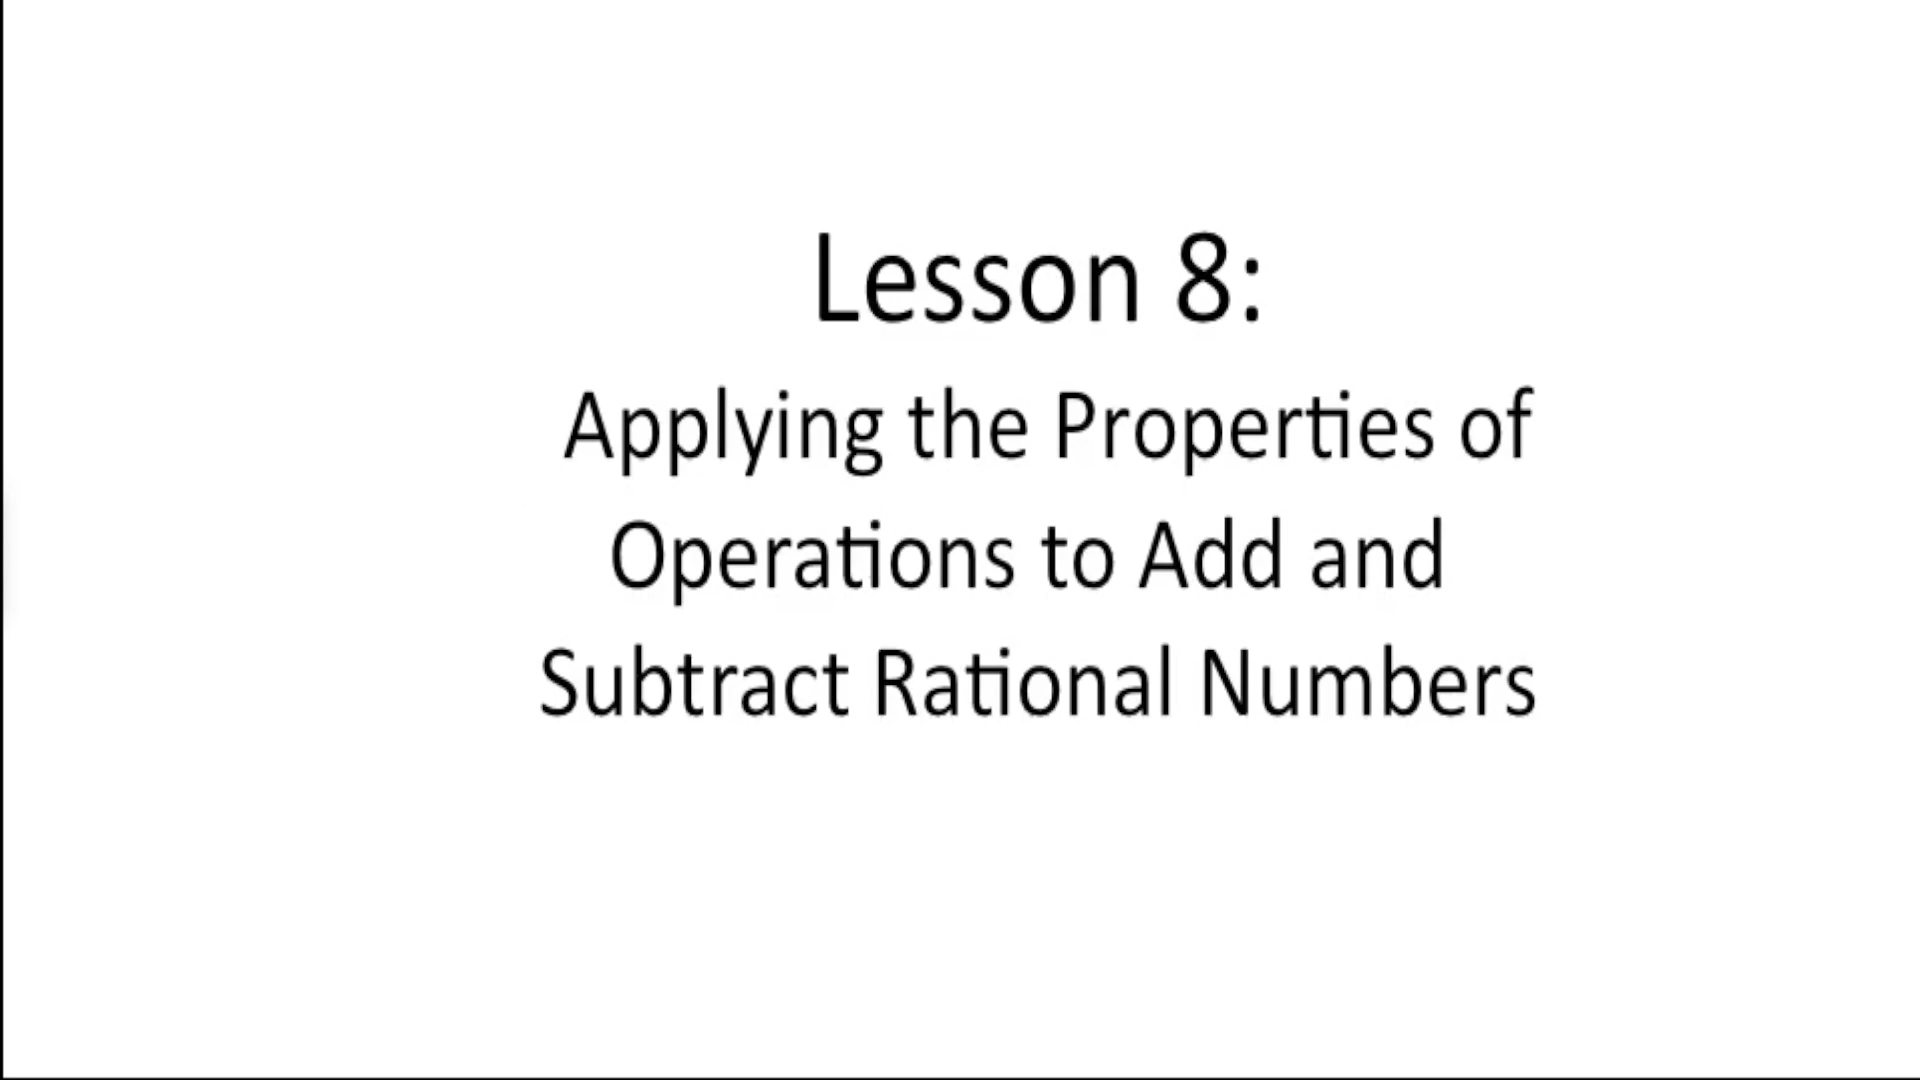 Lesson 8:
Applying the Properties of
Operations to Add and
Subtract Rational Numbers